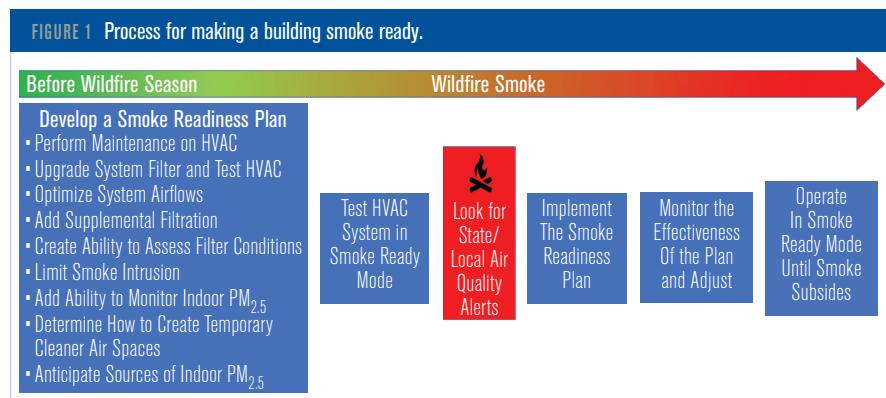 FIGURE 1 Process for making a building smoke ready.
Before Wildfire Season
Wildfire Smoke
Develop a Smoke Readiness Plan
• Perform Maintenance on HVAC
• Upgrade System Filter and Test HVAC
• Optimize System Airflows
• Add Supplemental Filtration
• Create Ability to Assess Filter Conditions
• Limit Smoke Intrusion
• Add Ability to Monitor Indoor PM2.5
• Determine How to Create Temporary
Cleaner Air Spaces
• Anticipate Sources of Indoor PM2.5
Test HVAC
System in
Smoke Ready
Mode
Look for
State/
Local Air
Quality
Alerts
Implement
The Smoke
Readiness
Plan
Monitor the
Effectiveness
Of the Plan
and Adjust
Operate
In Smoke
Ready Mode
Until Smoke
Subsides